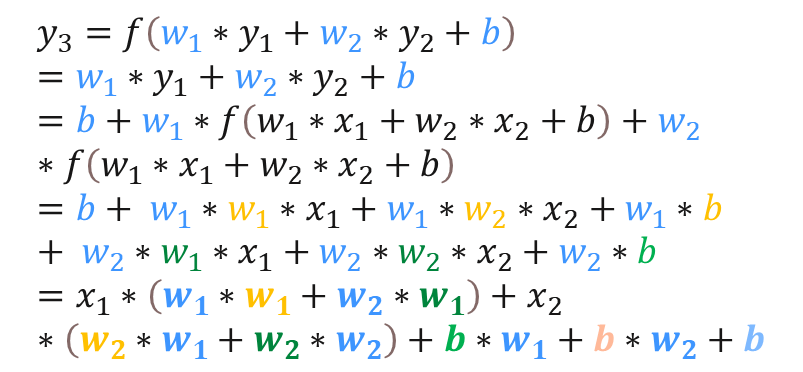 y₃ = f(w₁ * y₁ + w₂ * y₂ + b)
= w₁ * y₁ + w₂ * y₂ + b
= b + w₁ * f(w₁ * x₁ + w₂ * x₂ + b) + w₂
* f(w₁ * x₁ + w₂ * x₂ + b)
= b + w₁ * w₁ * x₁ + w₁ * w₂ * x₂ + w₁ * b
+ w₂ * w₁ * x₁ + w₂ * w₂ * x₂ + w₂ * b
= x₁ * (w₁ * w₁ + w₂ * w₁) + x₂
* (w₂ * w₁ + w₂ * w₂) + b * w₁ + b * w₂ + b